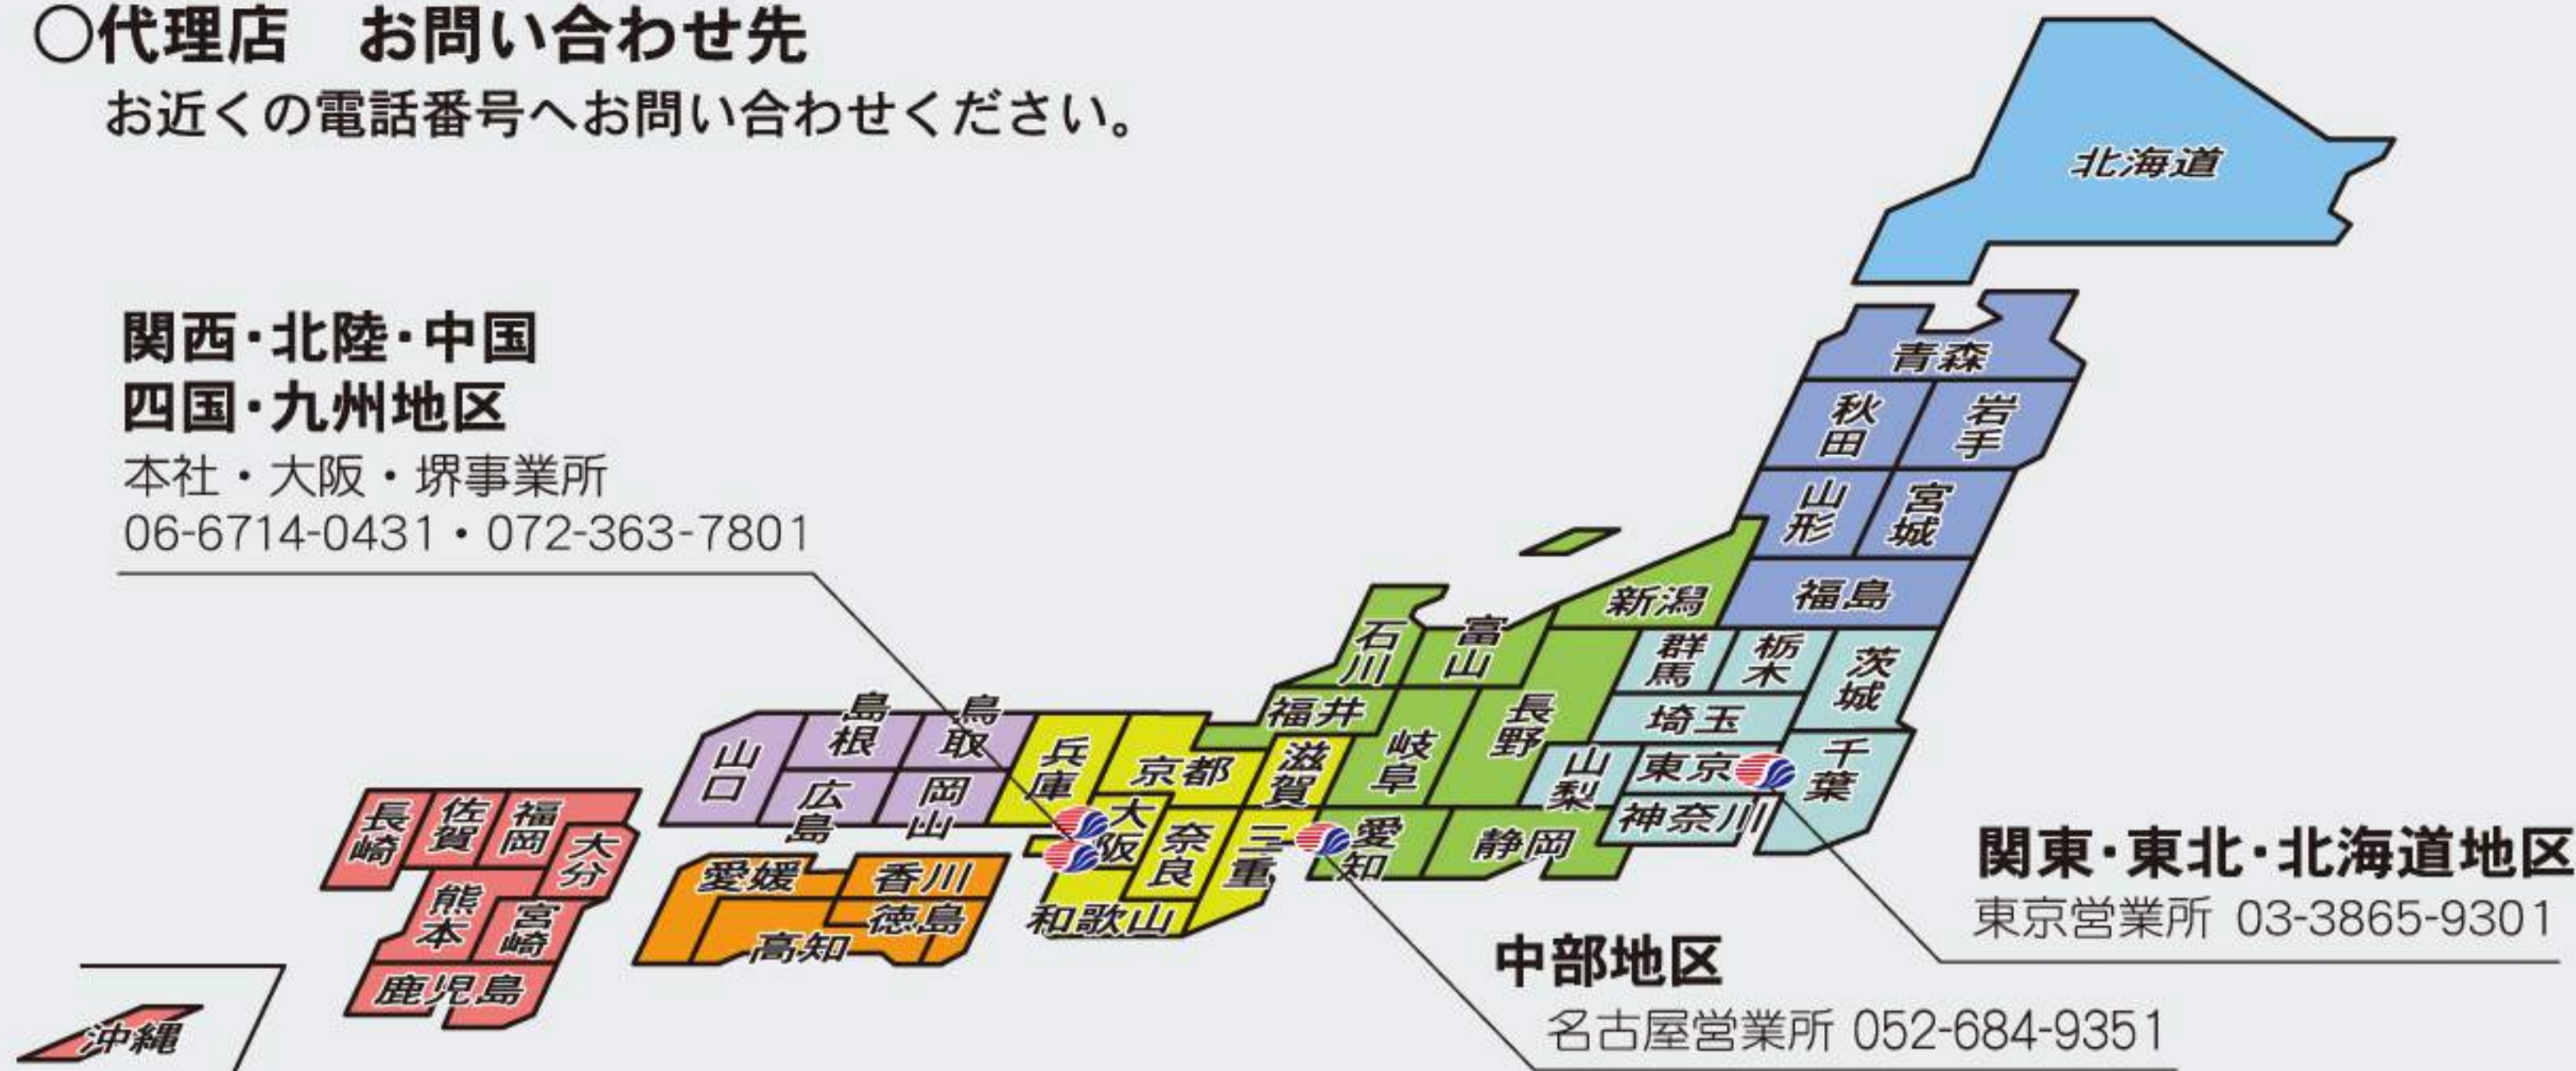 ○代理店　お問い合わせ先
お近くの電話番号へお問い合わせください。
関西・北陸・中国
四国・九州地区
本社・大阪・堺事業所
06-6714-0431・072-363-7801
北海道
青森
秋田
岩手
山形
宮城
福島
新潟
石川
富山
福井
岐阜
長野
群馬
栃木
茨城
埼玉
山梨
東京
千葉
神奈川
愛知
静岡
山口
島根
鳥取
広島
岡山
兵庫
京都
滋賀
大阪
奈良
三重
和歌山
愛媛
香川
徳島
高知
長崎
佐賀
福岡
大分
熊本
宮崎
鹿児島
沖縄
関東・東北・北海道地区
東京営業所 03-3865-9301
中部地区
名古屋営業所 052-684-9351